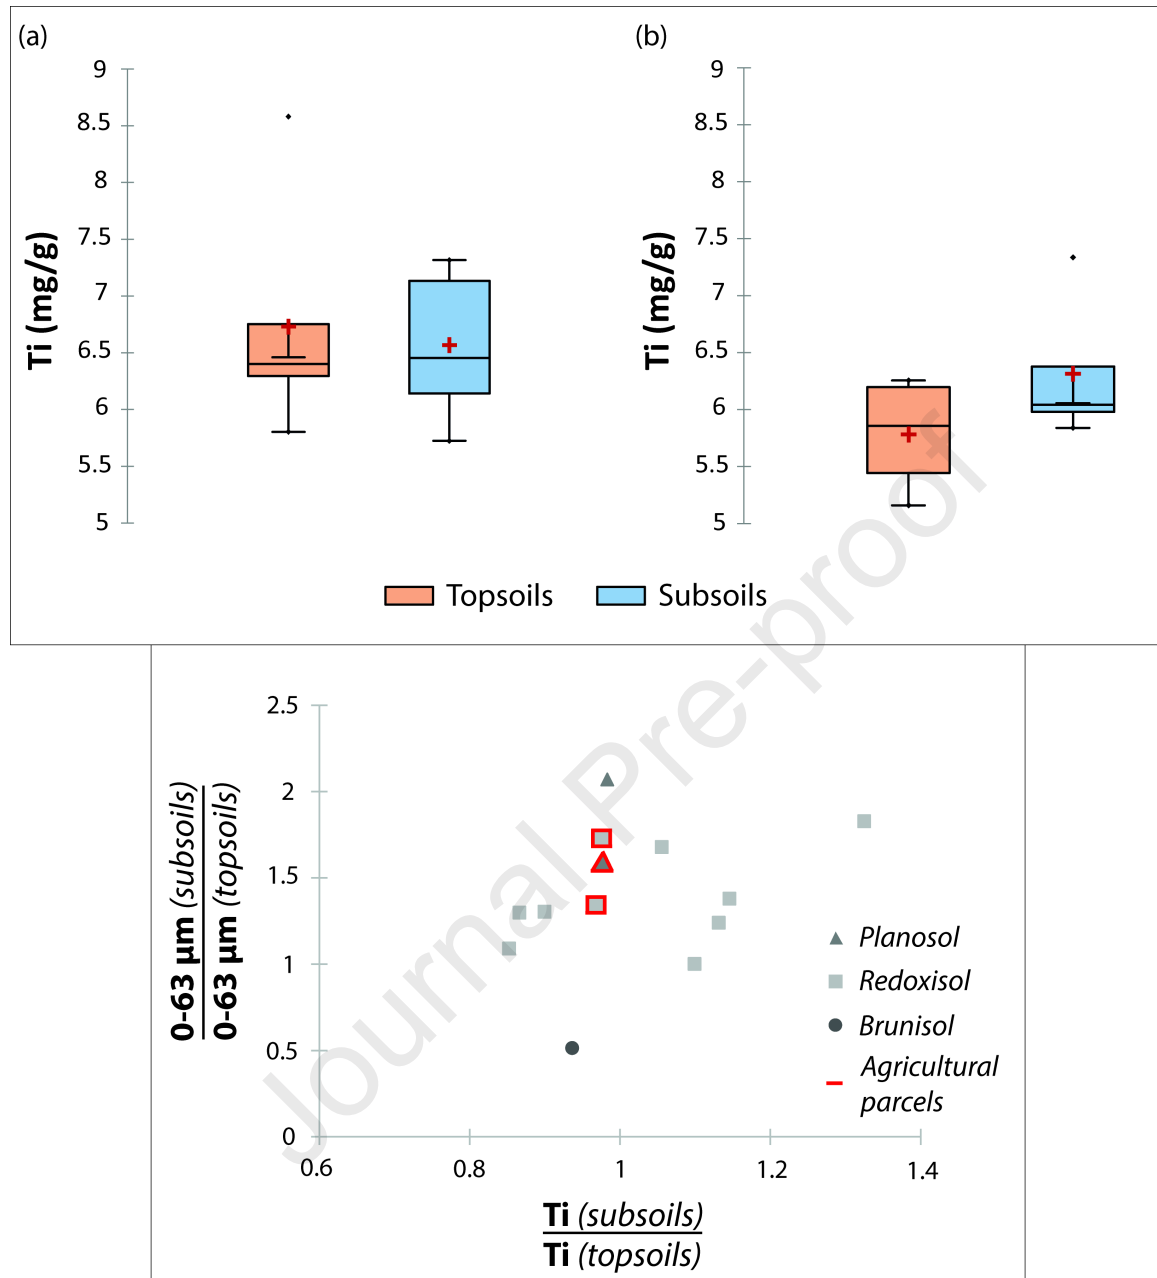 (a)
(b)
9
8.5
8
7.5
7
6.5
6
5.5
5
Ti (mg/g)
9
8.5
8
7.5
7
6.5
6
5.5
5
Ti (mg/g)
Topsoils
Subsoils
Journal Pre-proof
2.5
2
1.5
1
0.5
0
0-63 µm (subsoils)
0-63 µm (topsoils)
Planosol
Redoxisol
Brunisol
Agricultural
parcels
0.6
0.8
1
1.2
1.4
Ti (subsoils)
Ti (topsoils)